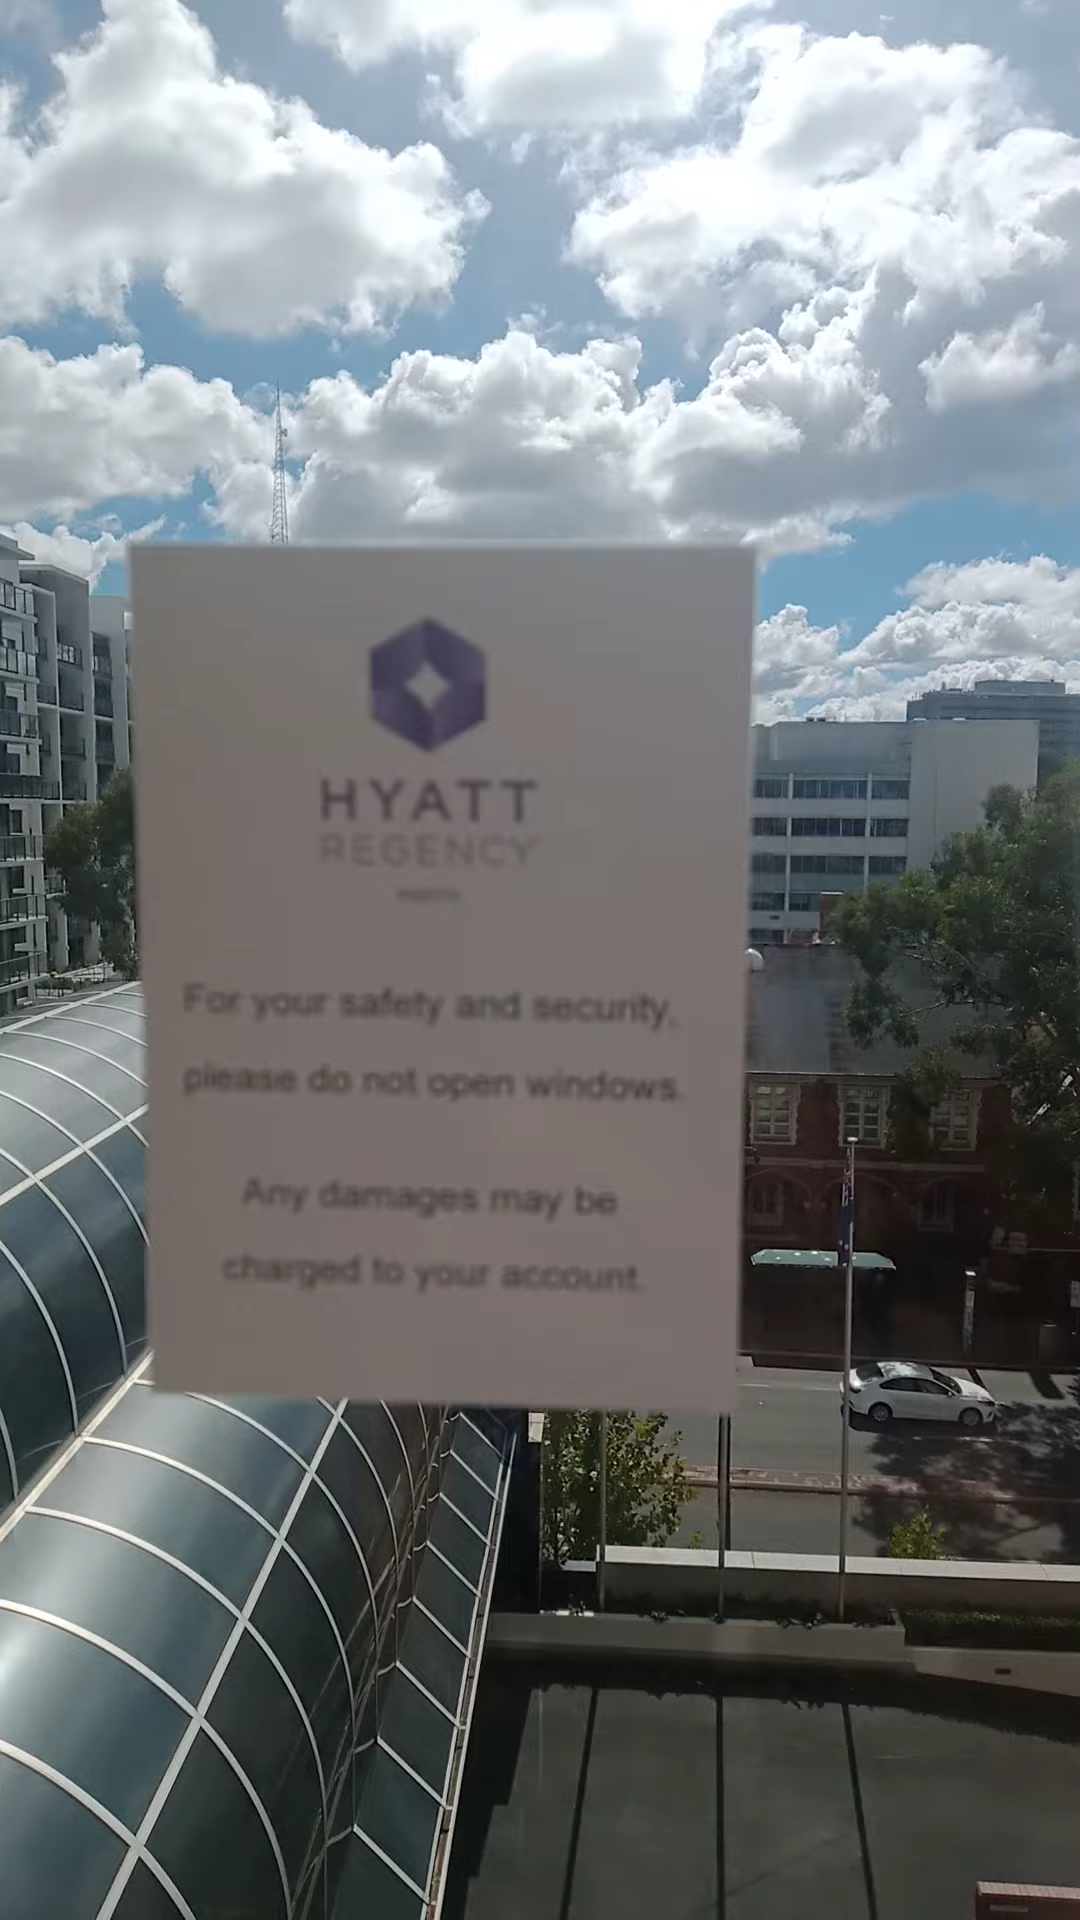 HYATT
REGENCY
PERTH
For your safety and security,
please do not open windows.
Any damages may be
charged to your account.